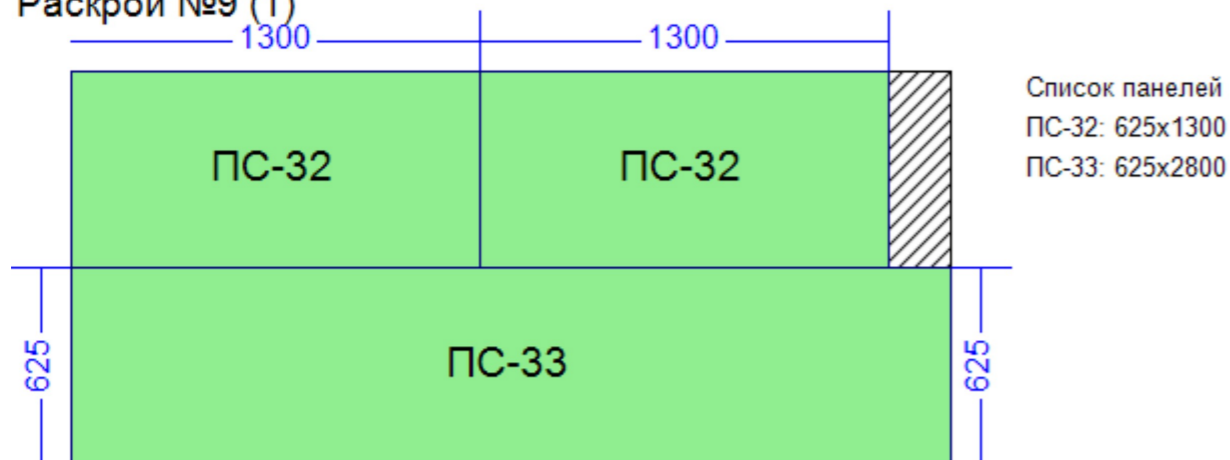 Раскрой №9 (1)
1300 1300
Список панелей
ПС-32: 625x1300
ПС-33: 625x2800
ПС-32 ПС-32
625 ПС-33 625